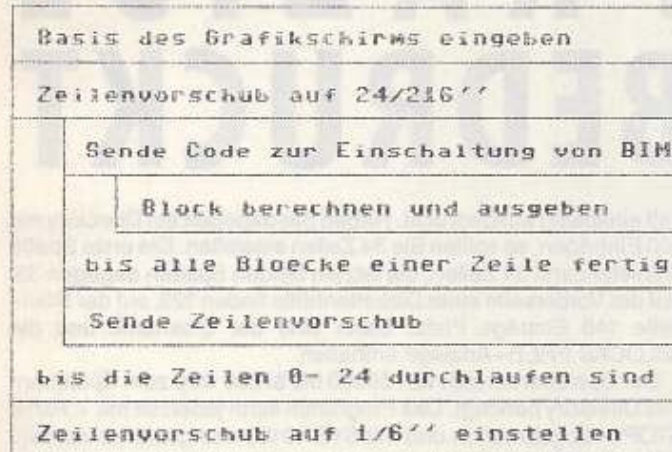 Basis des Grafikschirms eingeben
Zeilenvorschub auf 24/216''
Sende Code zur Einschaltung von BIM
Block berechnen und ausgeben
bis alle Bloecke einer Zeile fertig
Sende Zeilenvorschub
bis die Zeilen 0- 24 durchlaufen sind
Zeilenvorschub auf 1/6'' einstellen